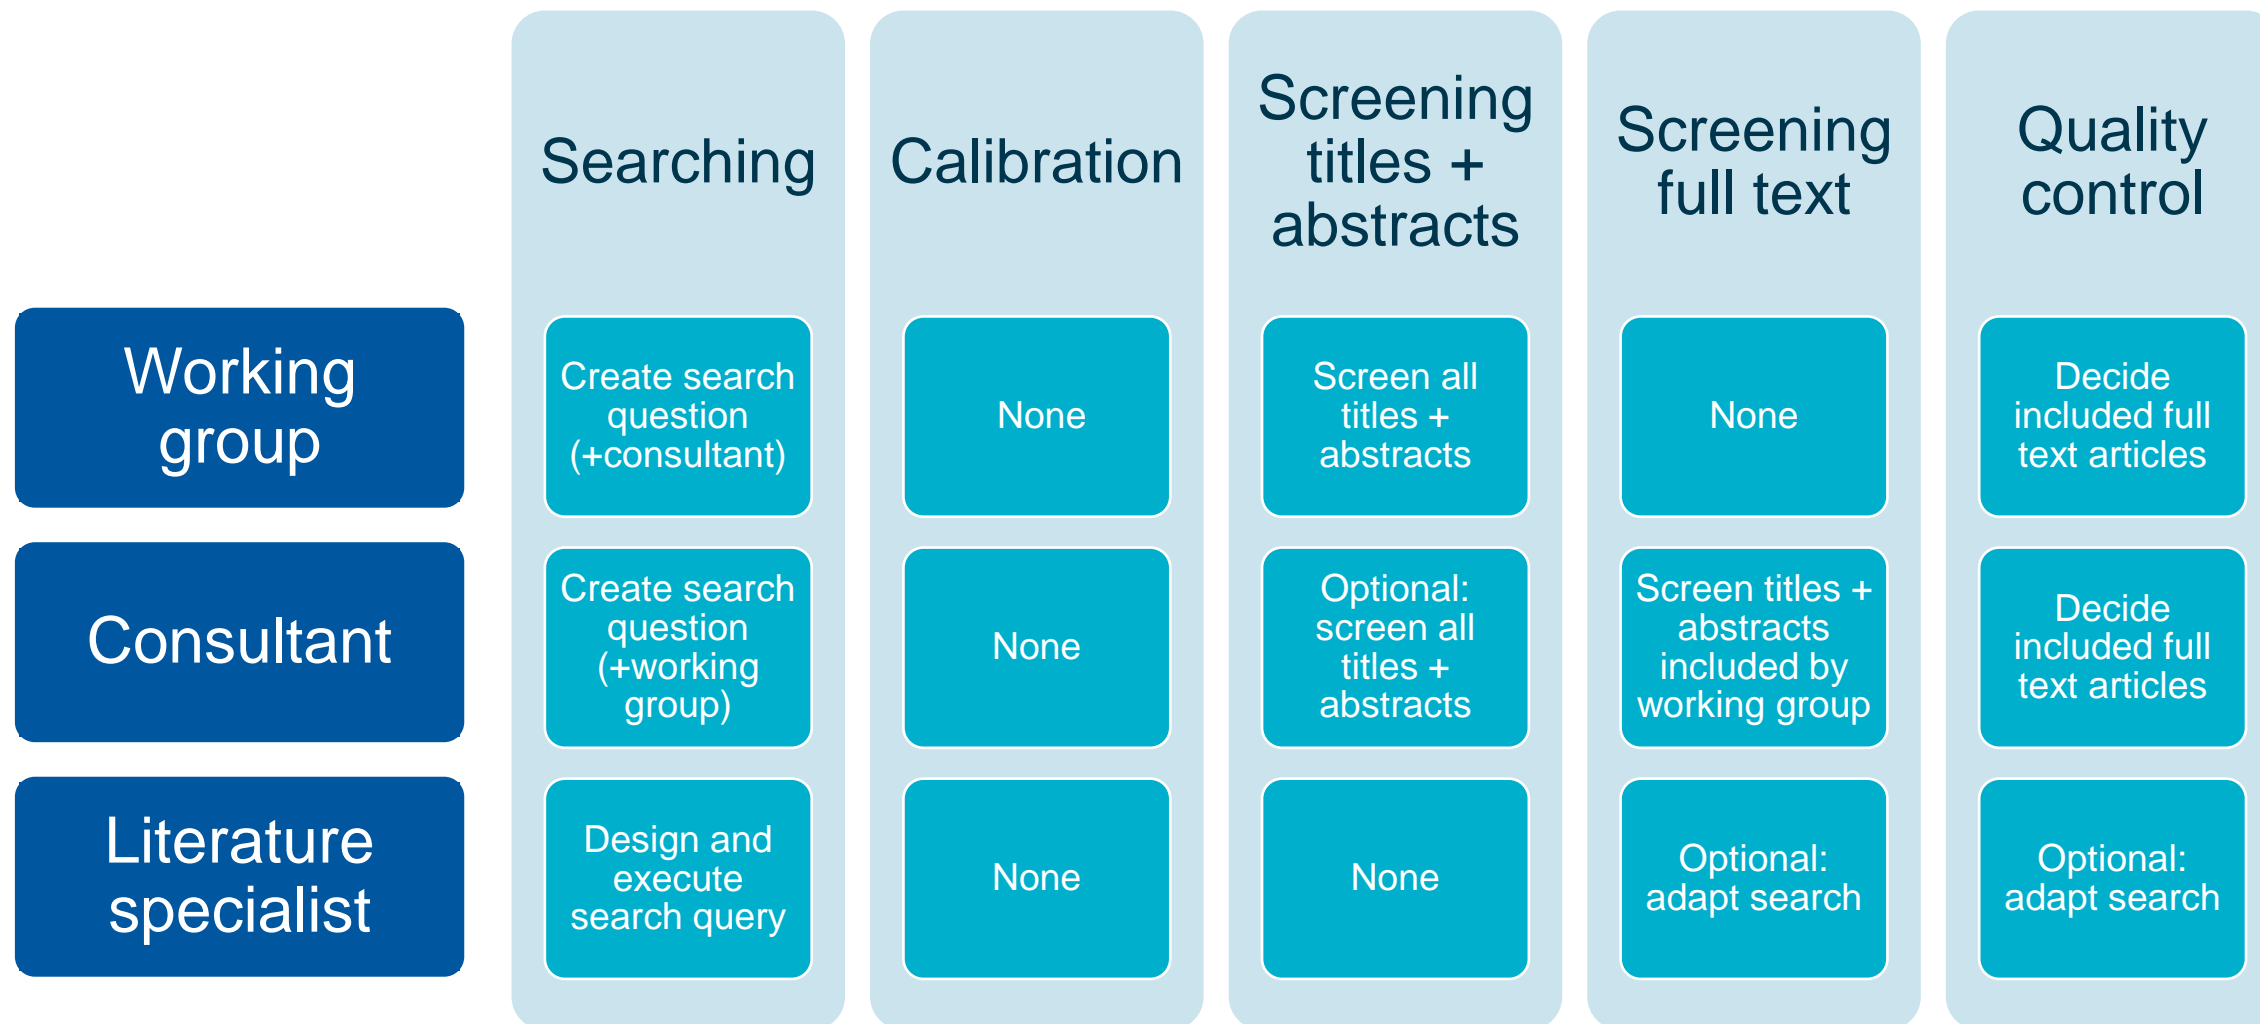 Searching
Calibration
Screening
titles +
abstracts
Screening
full text
Quality
control
Working
group
Create search
question
(+consultant)
None
Screen all
titles +
abstracts
None
Decide
included full
text articles
Consultant
Create search
question
(+working
group)
None
Optional:
screen all
titles +
abstracts
Screen titles +
abstracts
included by
working group
Decide
included full
text articles
Literature
specialist
Design and
execute
search query
None
None
Optional:
adapt search
Optional:
adapt search